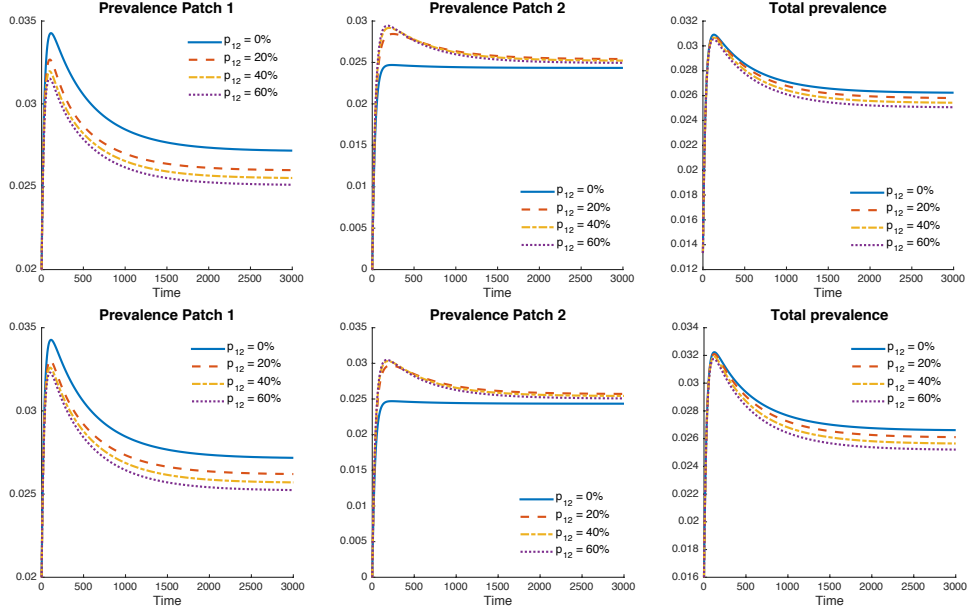 Prevalence Patch 1
0.035
0.03
0.025
0.02
0 500 1000 1500 2000 2500 3000
Time
p12 = 0%
p12 = 20%
p12 = 40%
p12 = 60%
Prevalence Patch 2
0.03
0.025
0.02
0.015
0.01
0.005
0
0 500 1000 1500 2000 2500 3000
Time
p12 = 0%
p12 = 20%
p12 = 40%
p12 = 60%
Total prevalence
0.032
0.03
0.028
0.026
0.024
0.022
0.02
0.018
0.016
0.014
0.012
0 500 1000 1500 2000 2500 3000
Time
p12 = 0%
p12 = 20%
p12 = 40%
p12 = 60%
Prevalence Patch 1
0.035
0.03
0.025
0.02
0 500 1000 1500 2000 2500 3000
Time
p12 = 0%
p12 = 20%
p12 = 40%
p12 = 60%
Prevalence Patch 2
0.035
0.03
0.025
0.02
0.015
0.01
0.005
0
0 500 1000 1500 2000 2500 3000
Time
p12 = 0%
p12 = 20%
p12 = 40%
p12 = 60%
Total prevalence
0.034
0.032
0.03
0.028
0.026
0.024
0.022
0.02
0.018
0.016
0 500 1000 1500 2000 2500 3000
Time
p12 = 0%
p12 = 20%
p12 = 40%
p12 = 60%